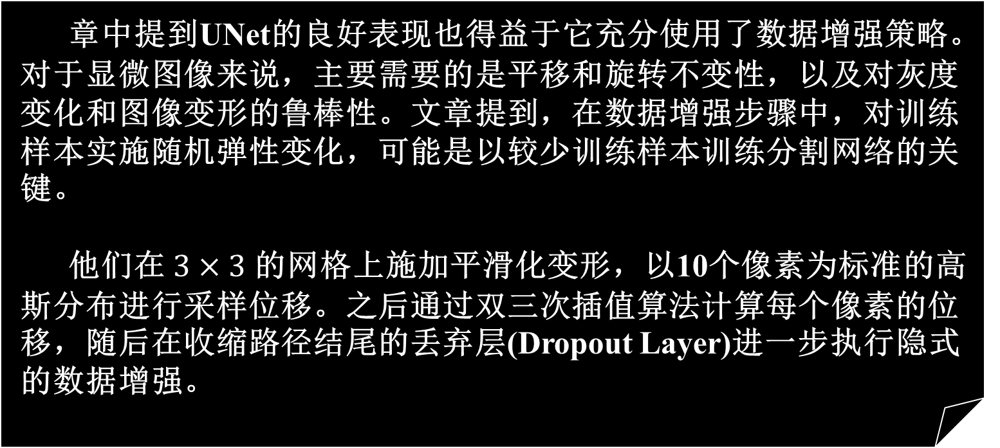 章中提到UNet的良好表现也得益于它充分使用了数据增强策略。
对于显微图像来说，主要需要的是平移和旋转不变性，以及对灰度
变化和图像变形的鲁棒性。文章提到，在数据增强步骤中，对训练
样本实施随机弹性变化，可能是以较少训练样本训练分割网络的关
键。
他们在 3 × 3 的网格上施加平滑化变形，以10个像素为标准的高
斯分布进行采样位移。之后通过双三次插值算法计算每个像素的位
移，随后在收缩路径结尾的丢弃层(Dropout Layer)进一步执行隐式
的数据增强。